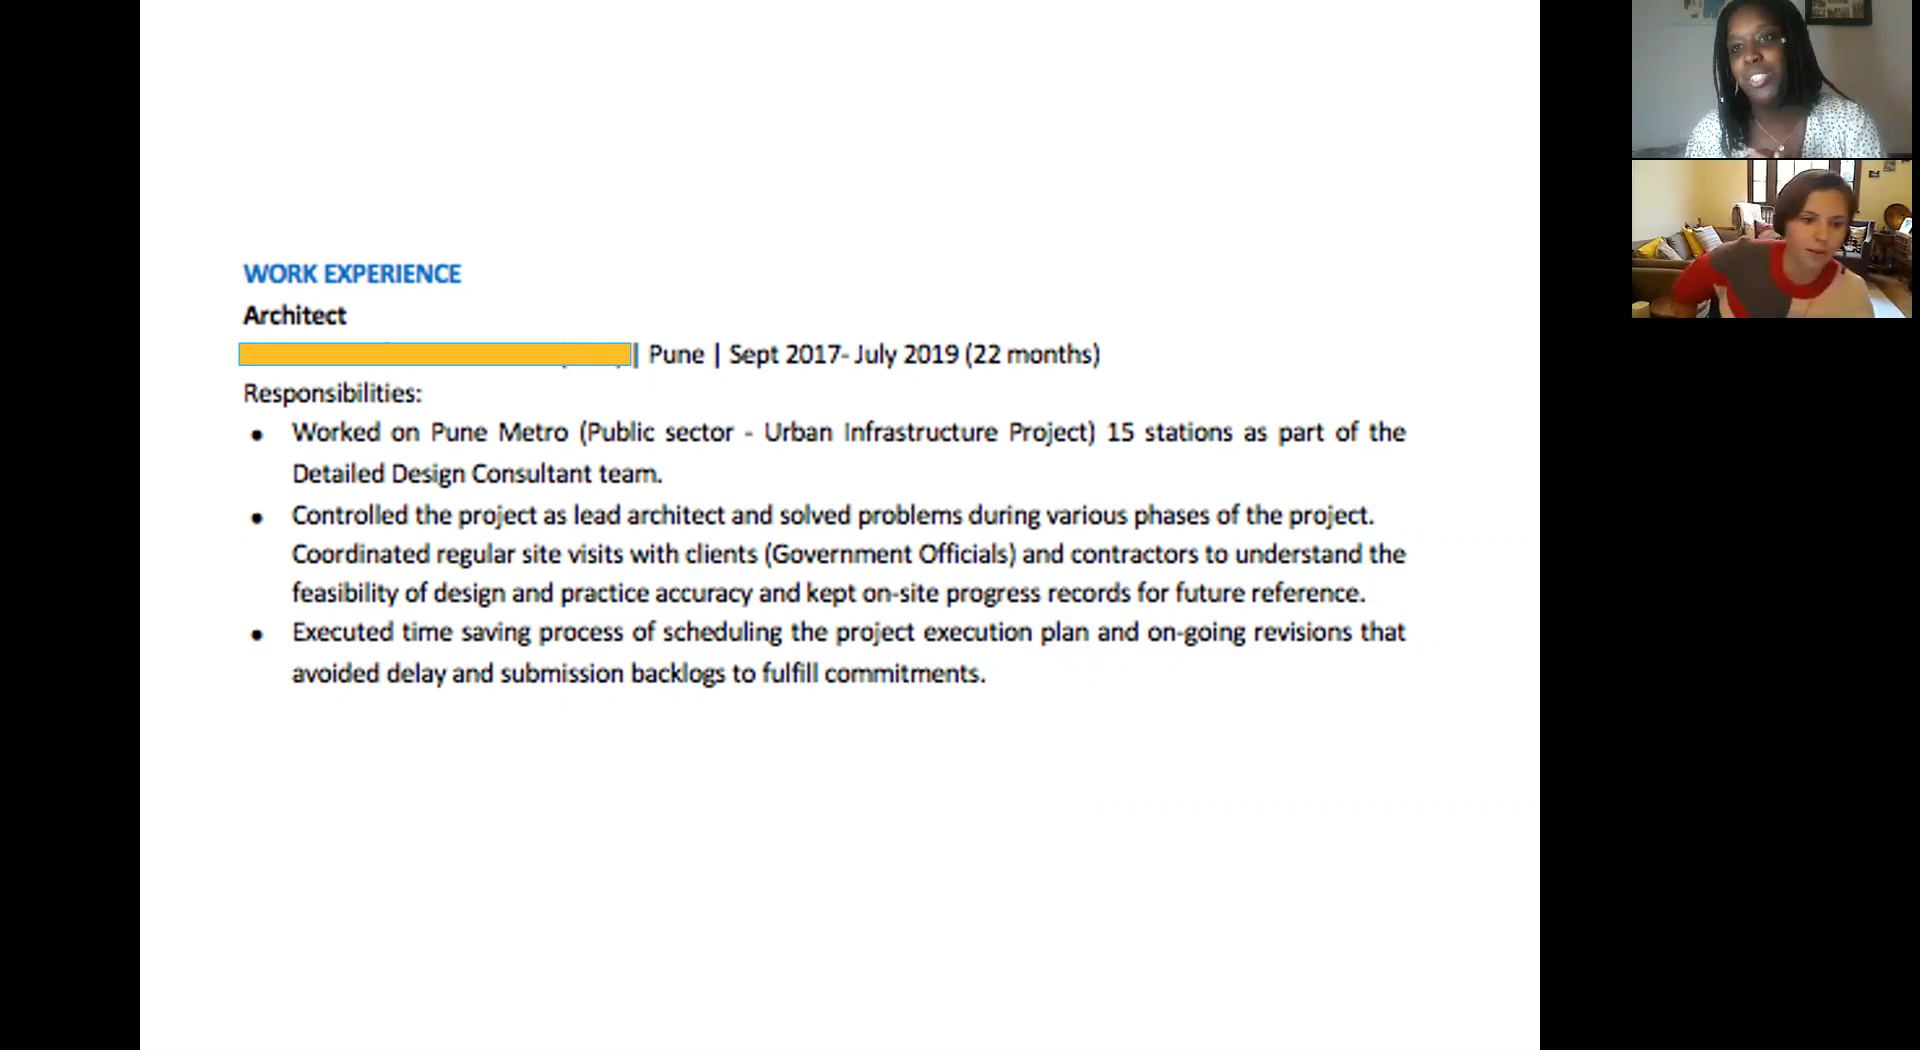 WORK EXPERIENCE
Architect
| Pune | Sept 2017- July 2019 (22 months)
Responsibilities:
● Worked on Pune Metro (Public sector - Urban Infrastructure Project) 15 stations as part of the
Detailed Design Consultant team.
● Controlled the project as lead architect and solved problems during various phases of the project.
Coordinated regular site visits with clients (Government Officials) and contractors to understand the
feasibility of design and practice accuracy and kept on-site progress records for future reference.
● Executed time saving process of scheduling the project execution plan and on-going revisions that
avoided delay and submission backlogs to fulfill commitments.